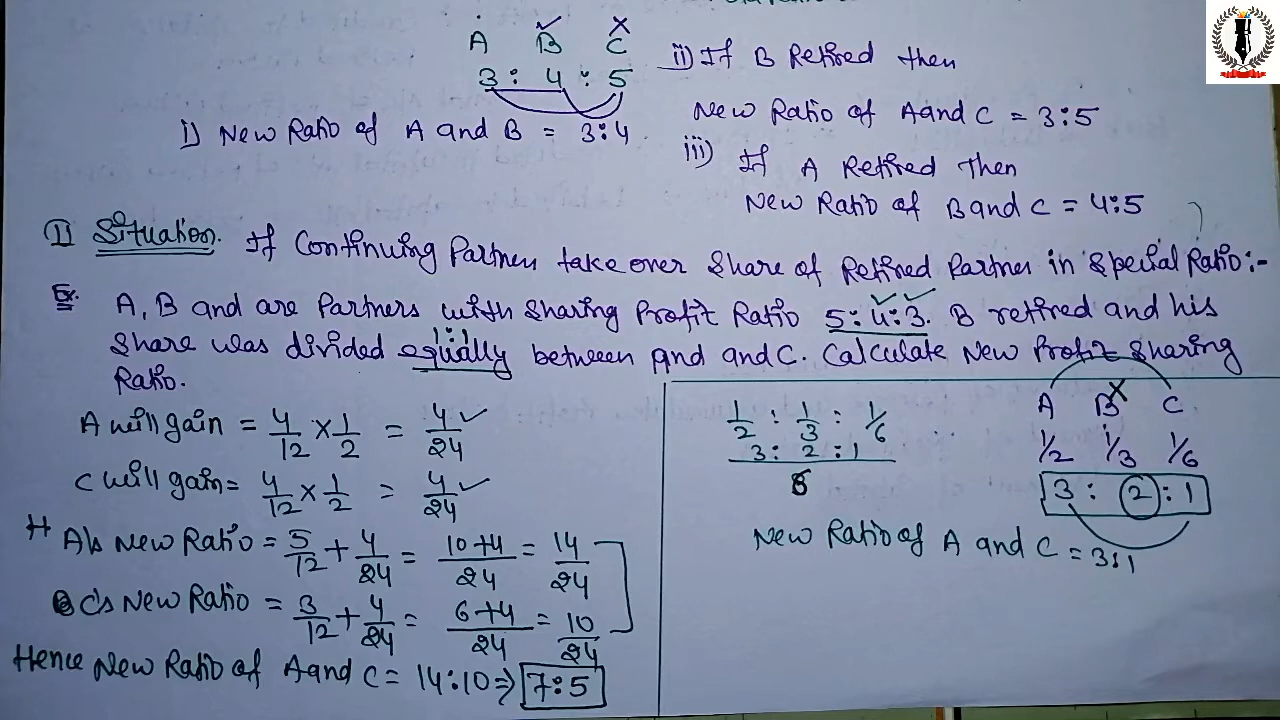 A B C
3 : 4 : 5
i) New Ratio of A and B = 3:4
ii) If B Retired then
New Ratio of A and C = 3:5
iii) If A Retired Then
New Ratio of B and C = 4:5
II Situation. If Continuing Partner take over Share of Retired Partner in Special Ratio:-
Ex. A, B and are Partners with Sharing Profit Ratio 5:4:3. B retired and his
Share was divided equally between And and C. Calculate New Profit Sharing
Ratio.
1:1
A will gain = 4/12 × 1/2 = 4/24
C will gain = 4/12 × 1/2 = 4/24
A's New Ratio = 5/12 + 4/24 = 10+4/24 = 14/24
C's New Ratio = 3/12 + 4/24 = 6+4/24 = 10/24
Hence New Ratio of A and C = 14:10 ⇒ 7:5
1/2 : 1/3 : 1/6
3 : 2 : 1
6
A B C
1/2 1/3 1/6
3 : 2 : 1
New Ratio of A and C = 3:1